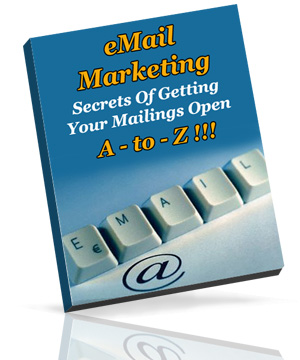 eMail
Marketing
Secrets Of Getting
Your Mailings Open
A - to - Z !!!
E M A I L
€
@